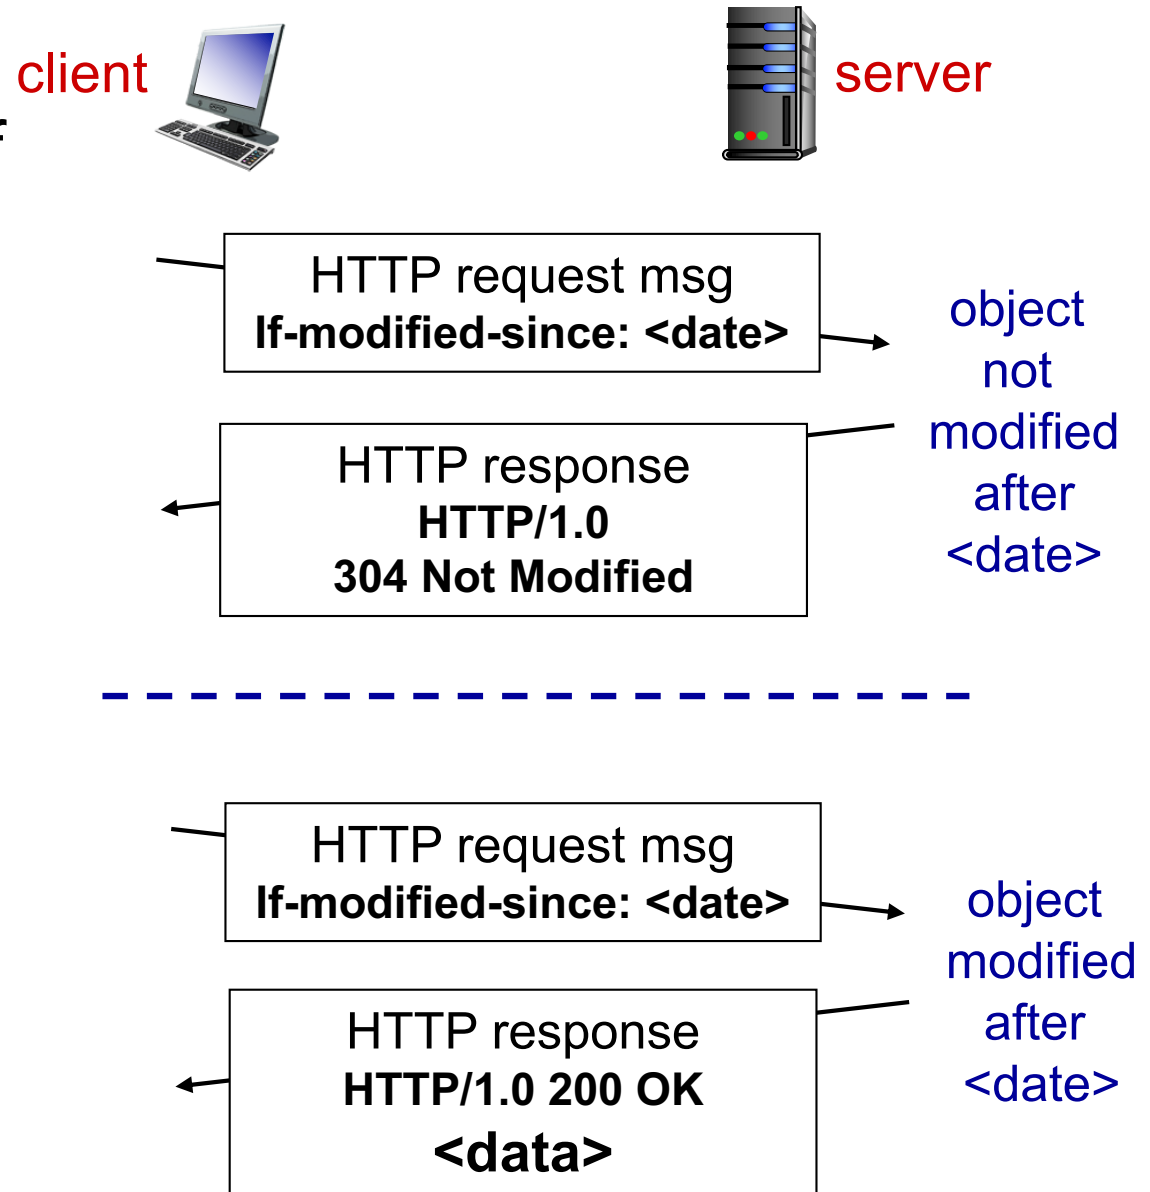 client
server
HTTP request msg
If-modified-since: <date>
object
not
modified
after
<date>
HTTP response
HTTP/1.0
304 Not Modified
HTTP request msg
If-modified-since: <date>
object
modified
after
<date>
HTTP response
HTTP/1.0 200 OK
<data>